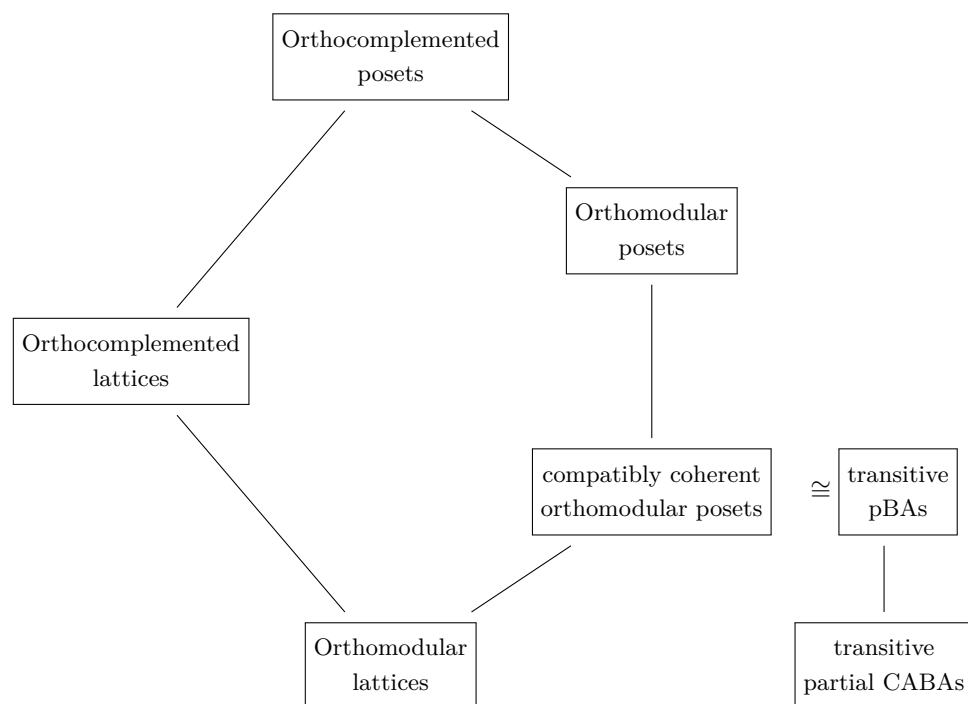 Orthocomplemented
posets
Orthomodular
posets
Orthocomplemented
lattices
compatibly coherent
orthomodular posets
≅
transitive
pBAs
Orthomodular
lattices
transitive
partial CABAs